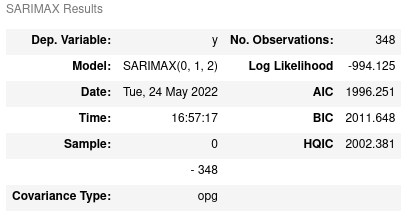 SARIMAX Results
Dep. Variable: y No. Observations: 348
Model: SARIMAX(0, 1, 2) Log Likelihood -994.125
Date: Tue, 24 May 2022 AIC 1996.251
Time: 16:57:17 BIC 2011.648
Sample: 0 HQIC 2002.381
- 348
Covariance Type: opg